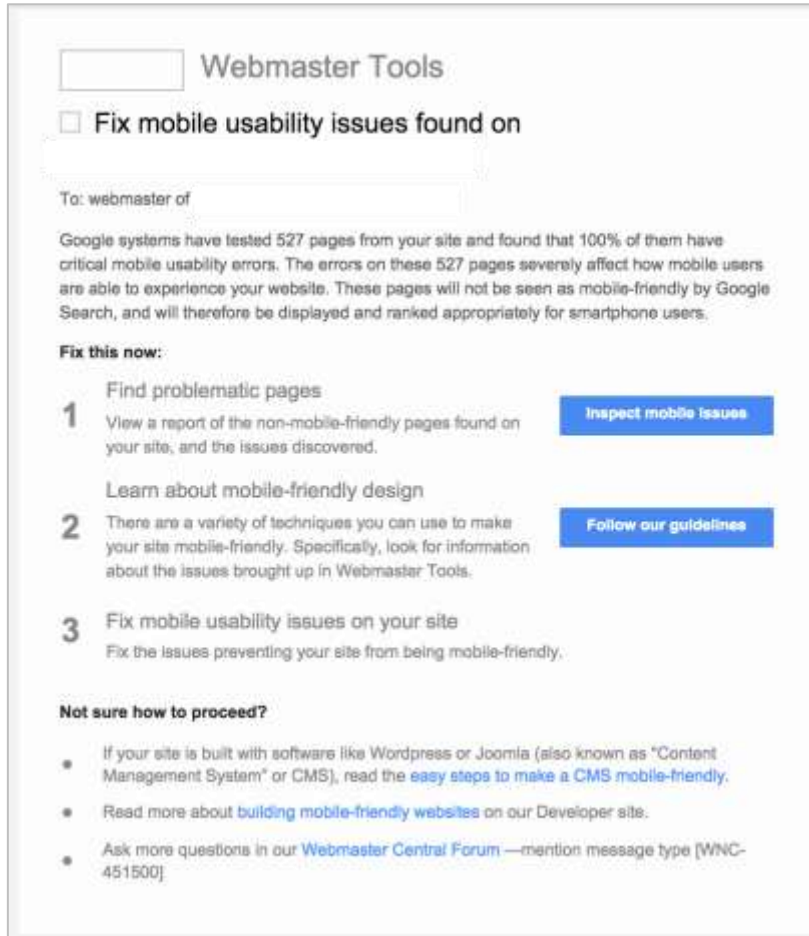 Webmaster Tools
Fix mobile usability issues found on
To: webmaster of
Google systems have tested 527 pages from your site and found that 100% of them have
critical mobile usability errors. The errors on these 527 pages severely affect how mobile users
are able to experience your website. These pages will not be seen as mobile-friendly by Google
Search, and will therefore be displayed and ranked appropriately for smartphone users.
Fix this now:
1
Find problematic pages
View a report of the non-mobile-friendly pages found on
your site, and the issues discovered.
Inspect mobile issues
2
Learn about mobile-friendly design
There are a variety of techniques you can use to make
your site mobile-friendly. Specifically, look for information
about the issues brought up in Webmaster Tools.
Follow our guidelines
3
Fix mobile usability issues on your site
Fix the issues preventing your site from being mobile-friendly.
Not sure how to proceed?
• If your site is built with software like Wordpress or Joomla (also known as "Content
Management System" or CMS), read the easy steps to make a CMS mobile-friendly.
• Read more about building mobile-friendly websites on our Developer site.
• Ask more questions in our Webmaster Central Forum —mention message type [WNC-
451500]